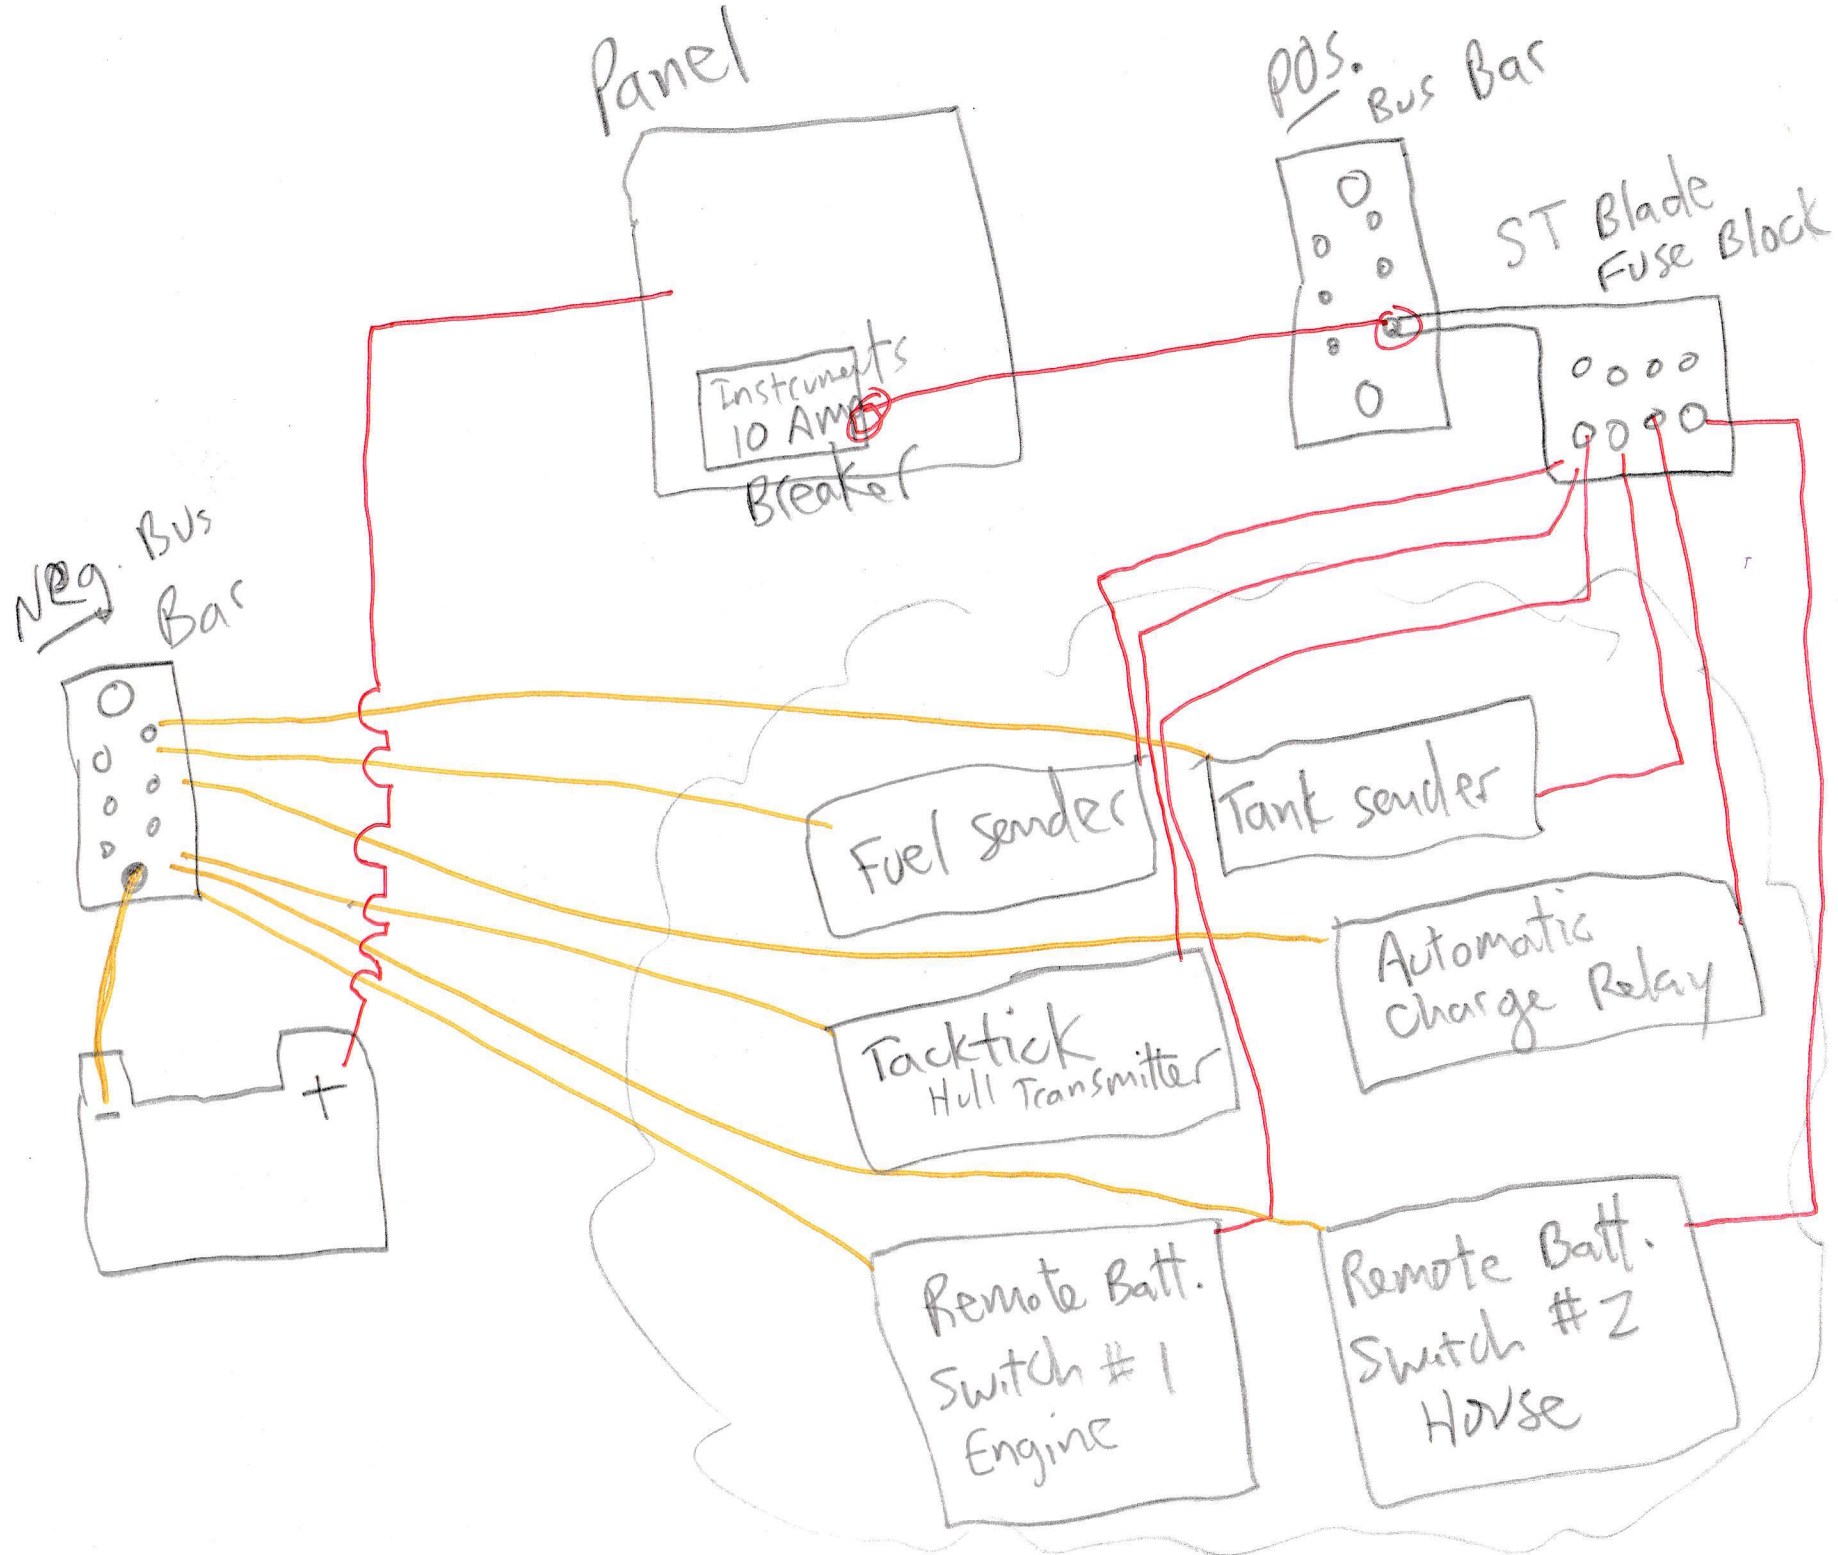 Panel
Pos.
Bus Bar
ST Blade
Fuse Block
Instruments
10 Amp
Breaker
Neg. Bus
Bar
Fuel sender
Tank sender
Automatic
Charge Relay
Tacktick
Hull Transmitter
-
+
Remote Batt.
Switch #1
Engine
Remote Batt.
Switch #2
House